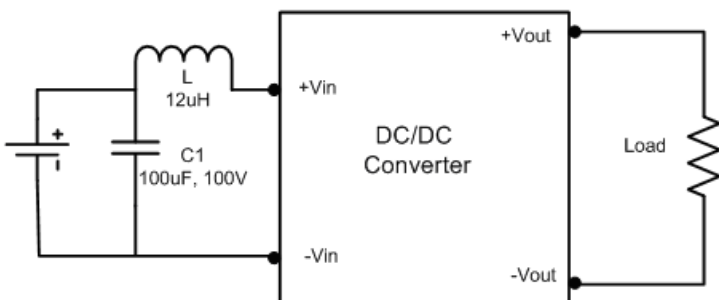 +Vout
L
12uH
+Vin
+
-
C1
100uF, 100V
DC/DC
Converter
Load
-Vin
-Vout